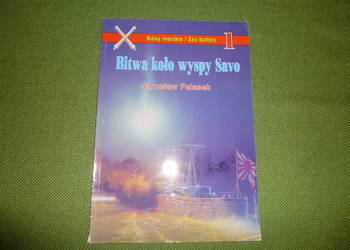 Bitwy morskie / Sea battles
1
Bitwa koło wyspy Savo
Jarosław Palasek